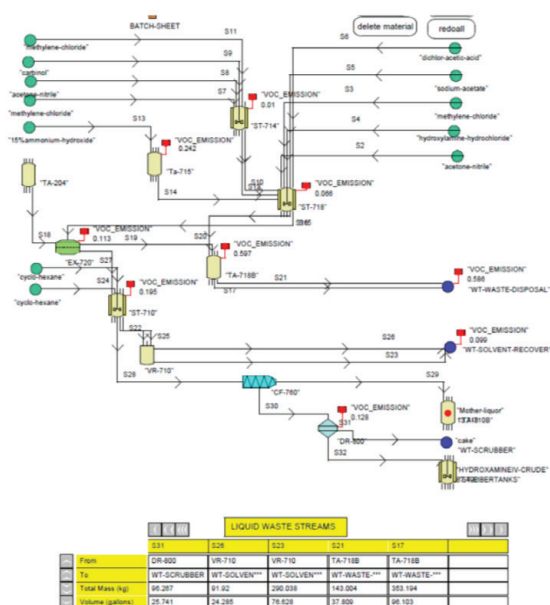 BATCH-SHEET
delete material
redoall
S11
"methylene-chloride"
S9
"carbinol"
S8
"acetone-nitrile"
S7
"methylene-chloride"
"15%ammonium-hydroxide"
S13
"VOC_EMISSION"
0.01
"ST-714"
S6
"dichlor-acetic-acid"
S5
"sodium-acetate"
S3
"methylene-chloride"
S4
"hydroxylamine-hydrochloride"
S2
"acetone-nitrile"
"VOC_EMISSION"
0.242
"Ta-715"
S14
S10
"VOC_EMISSION"
0.066
"ST-718"
"TA-204"
S18
"VOC_EMISSION"
0.113
S19
"EX-720"
S20
"VOC_EMISSION"
0.597
"TA-718B"
S21
S17
"VOC_EMISSION"
0.586
"WT-WASTE-DISPOSAL"
S27
"cyclo-hexane"
S24
"cyclo-hexane"
"VOC_EMISSION"
0.195
"ST-710"
S22
S25
"VR-710"
S26
S23
"VOC_EMISSION"
0.099
"WT-SOLVENT-RECOVER"
S28
"CF-760"
S29
S30
"VOC_EMISSION"
0.128
S31
"DR-800"
S32
"Mother-liquor"
"cake"
"WT-SCRUBBER"
"HYDROXAMINEIV-CRUDE"
LIQUID WASTE STREAMS
S31 S26 S23 S21 S17
From DR-800 VR-710 VR-710 TA-718B TA-718B
To WT-SCRUBBER WT-SOLVEN*** WT-SOLVEN*** WT-WASTE-*** WT-WASTE-***
Total Mass (kg) 96.267 91.92 290.038 143.004 363.194
Volume (gallons) 25.741 24.285 76.628 37.809 96.103